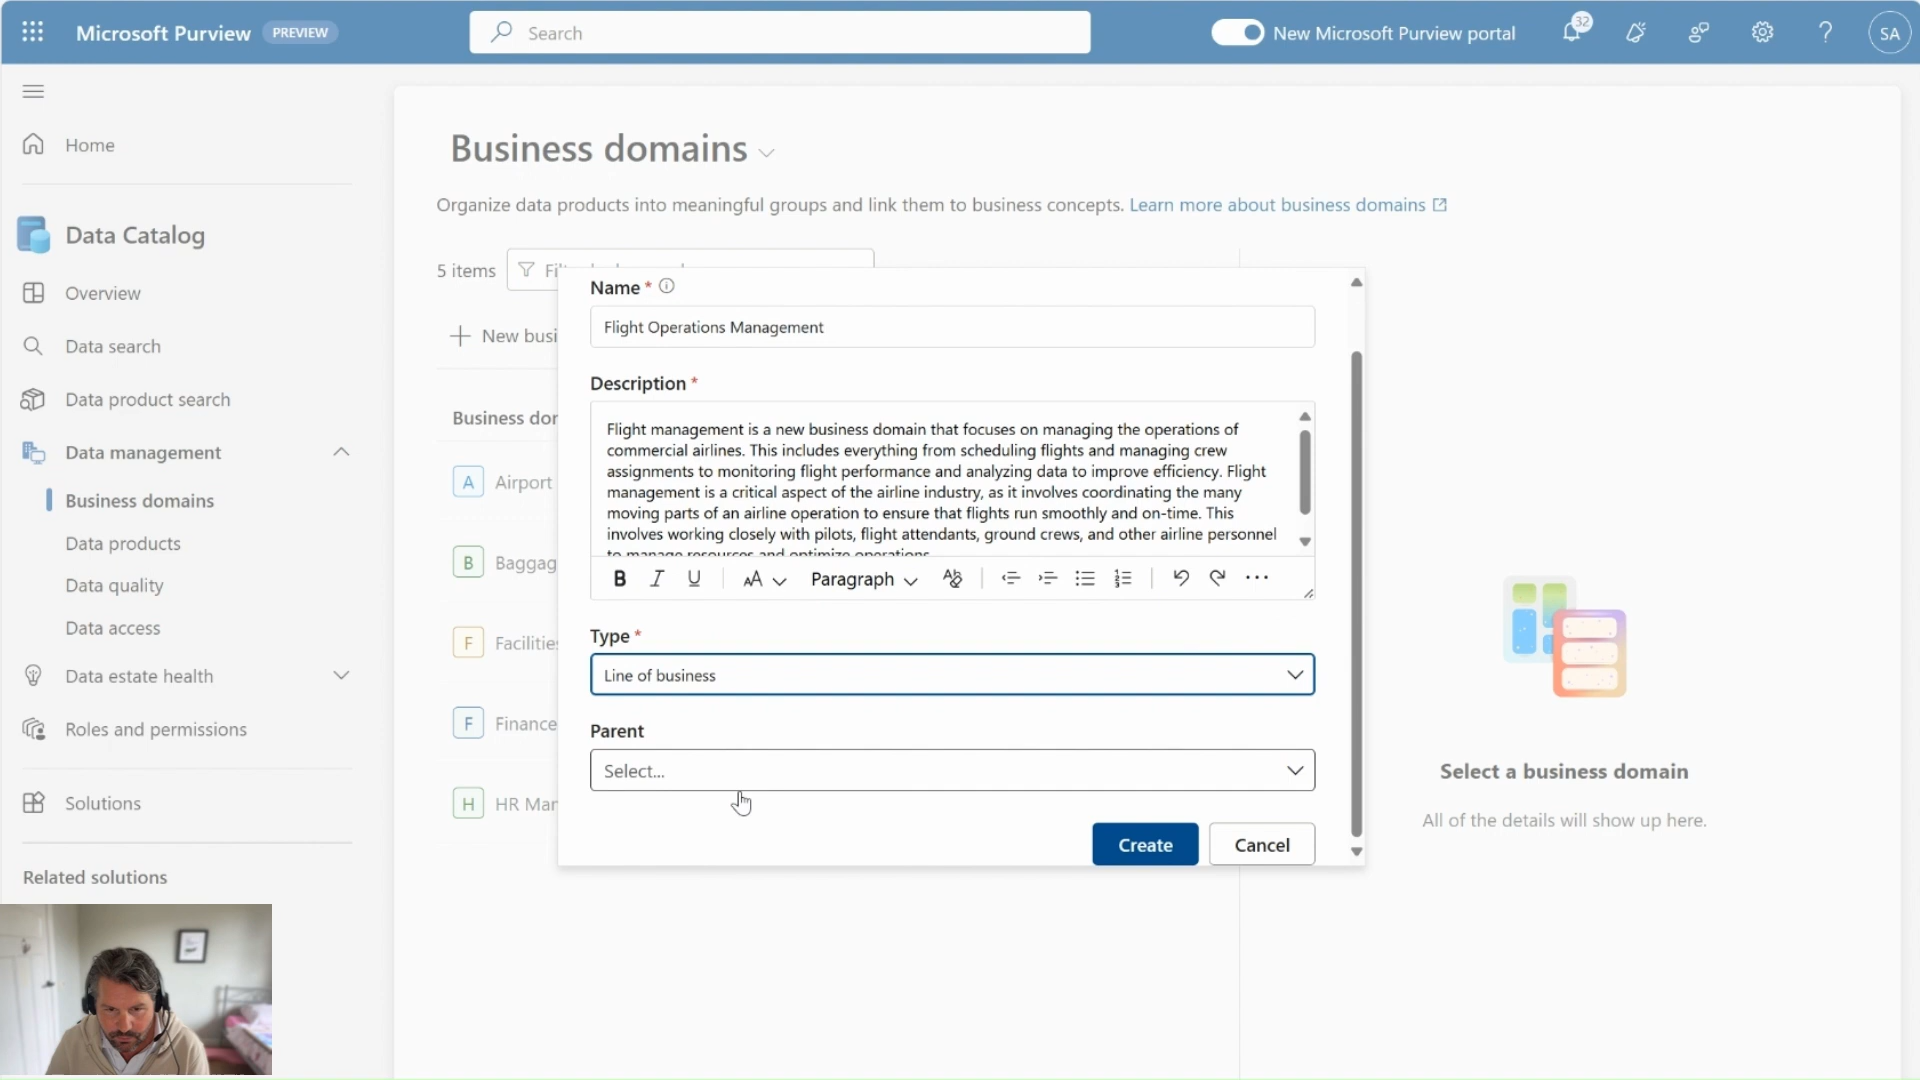 Microsoft Purview PREVIEW
Search
New Microsoft Purview portal
32
SA
Home
Data Catalog
Overview
Data search
Data product search
Data management
Business domains
Data products
Data quality
Data access
Data estate health
Roles and permissions
Solutions
Related solutions
Business domains
Organize data products into meaningful groups and link them to business concepts. Learn more about business domains
5 items
New busi
Business dor
A Airport
B Baggag
F Facilities
F Finance
H HR Mar
Name *
Flight Operations Management
Description *
Flight management is a new business domain that focuses on managing the operations of
commercial airlines. This includes everything from scheduling flights and managing crew
assignments to monitoring flight performance and analyzing data to improve efficiency. Flight
management is a critical aspect of the airline industry, as it involves coordinating the many
moving parts of an airline operation to ensure that flights run smoothly and on-time. This
involves working closely with pilots, flight attendants, ground crews, and other airline personnel
to manage resources and optimize operations.
B I U AA Paragraph Ab
Type *
Line of business
Parent
Select...
Create
Cancel
Select a business domain
All of the details will show up here.